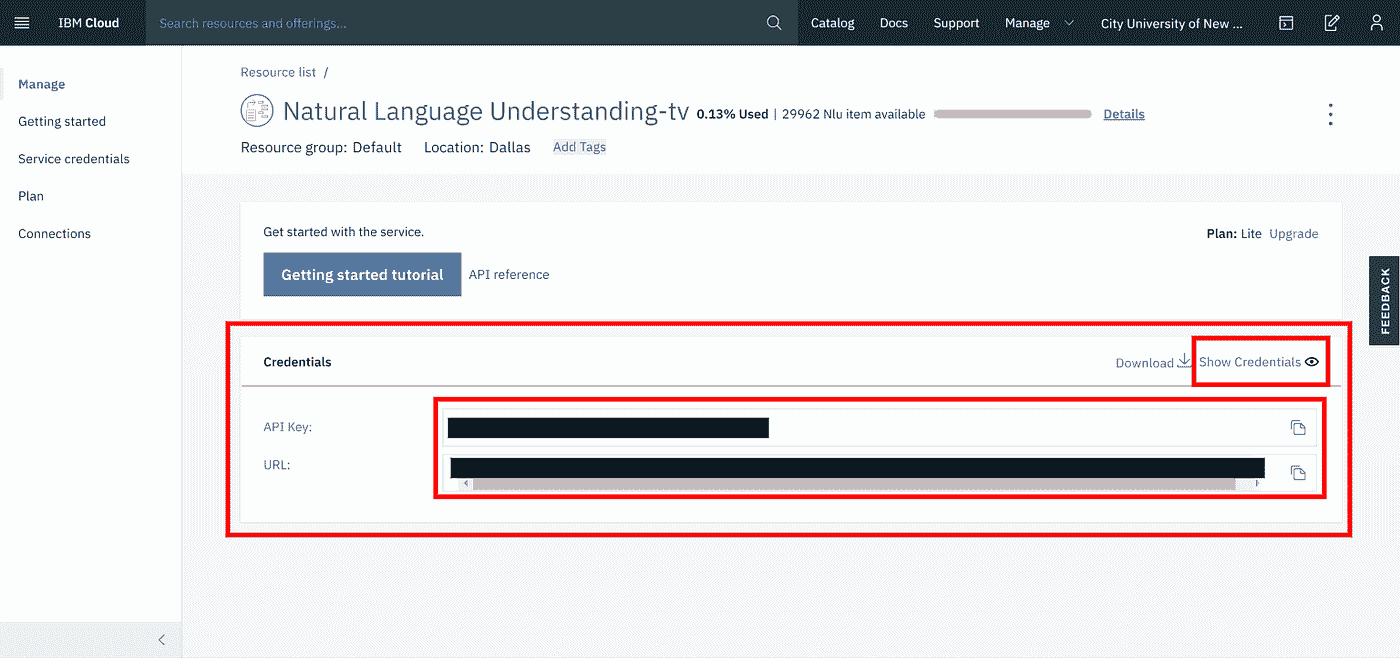 IBM Cloud
Search resources and offerings...
Catalog
Docs
Support
Manage
City University of New ...
Manage
Getting started
Service credentials
Plan
Connections
Resource list /
Natural Language Understanding-tv 0.13% Used | 29962 Nlu item available Details
Resource group: Default Location: Dallas Add Tags
Get started with the service.
Plan: Lite Upgrade
Getting started tutorial API reference
FEEDBACK
Credentials
Download Show Credentials
API Key:
URL: